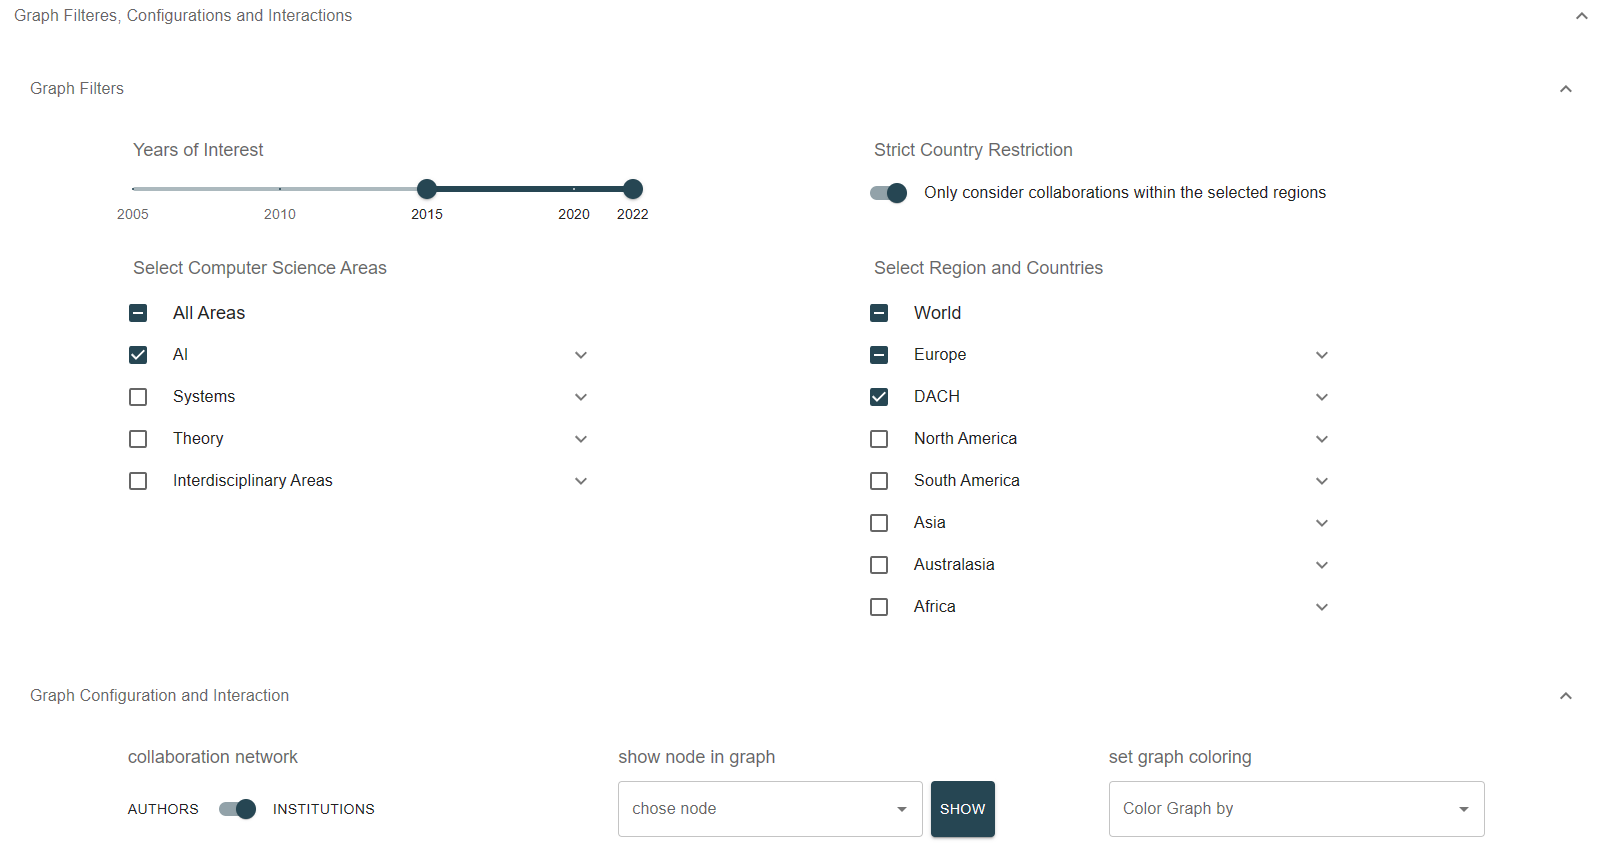 Graph Filteres, Configurations and Interactions
Graph Filters
Years of Interest
2005 2010 2015 2020 2022
Strict Country Restriction
Only consider collaborations within the selected regions
Select Computer Science Areas
All Areas
AI
Systems
Theory
Interdisciplinary Areas
Select Region and Countries
World
Europe
DACH
North America
South America
Asia
Australasia
Africa
Graph Configuration and Interaction
collaboration network
AUTHORS INSTITUTIONS
show node in graph
chose node SHOW
set graph coloring
Color Graph by